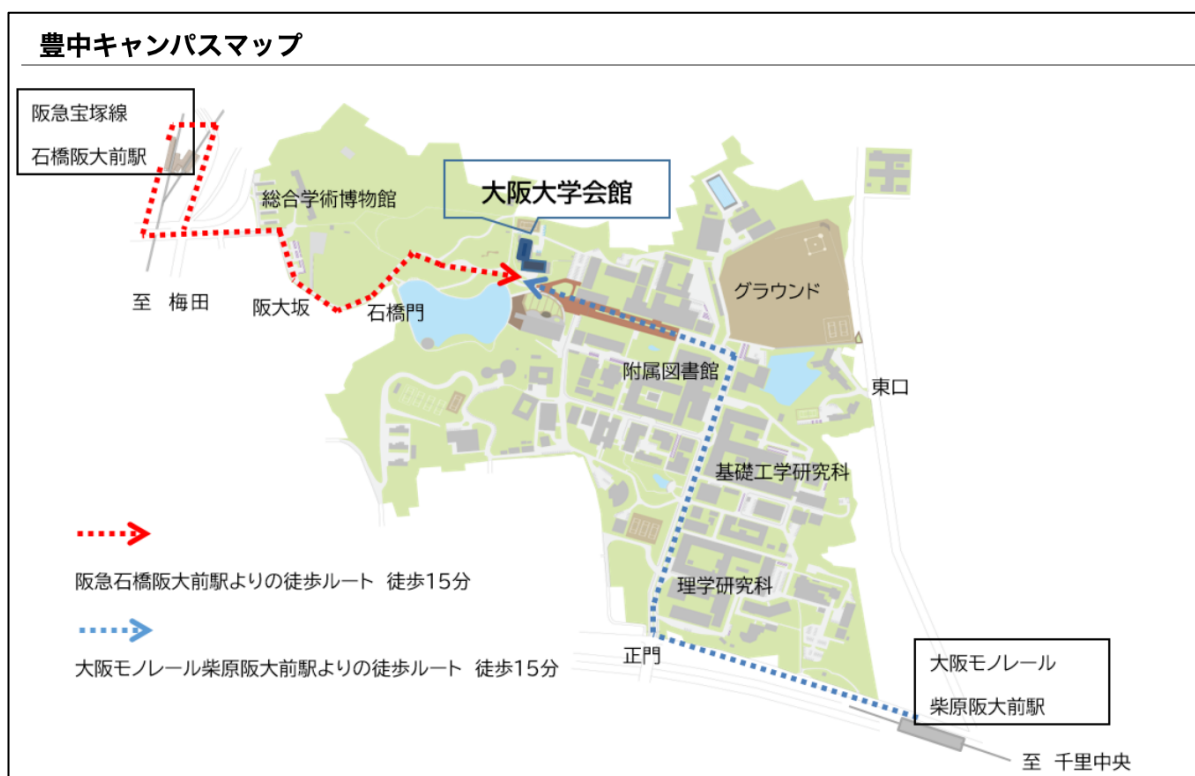 豊中キャンパスマップ
阪急宝塚線
石橋阪大前駅
大阪大学会館
総合学術博物館
グラウンド
至 梅田
阪大坂
石橋門
附属図書館
東口
基礎工学研究科
阪急石橋阪大前駅よりの徒歩ルート 徒歩15分
理学研究科
大阪モノレール柴原阪大前駅よりの徒歩ルート 徒歩15分
正門
大阪モノレール
柴原阪大前駅
至 千里中央